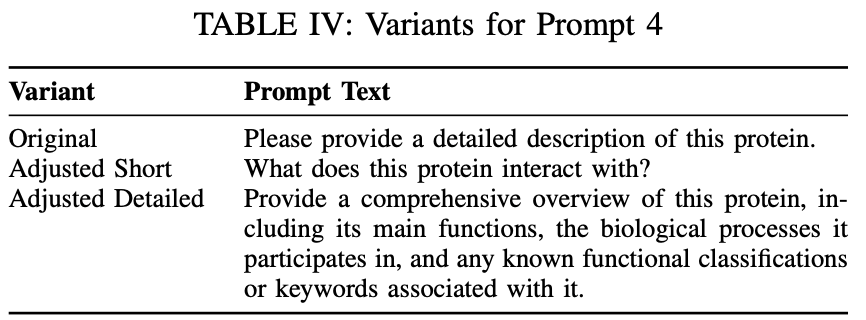 TABLE IV: Variants for Prompt 4
Variant Prompt Text
Original Please provide a detailed description of this protein.
Adjusted Short What does this protein interact with?
Adjusted Detailed Provide a comprehensive overview of this protein, in-
cluding its main functions, the biological processes it
participates in, and any known functional classifications
or keywords associated with it.